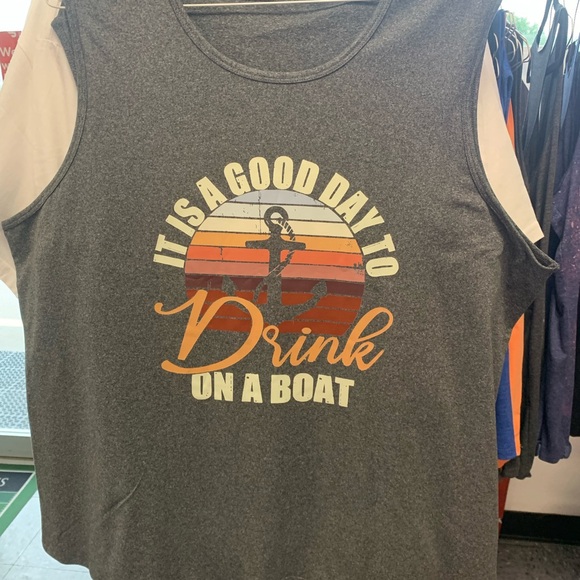 IT IS A GOOD DAY TO
Drink
ON A BOAT